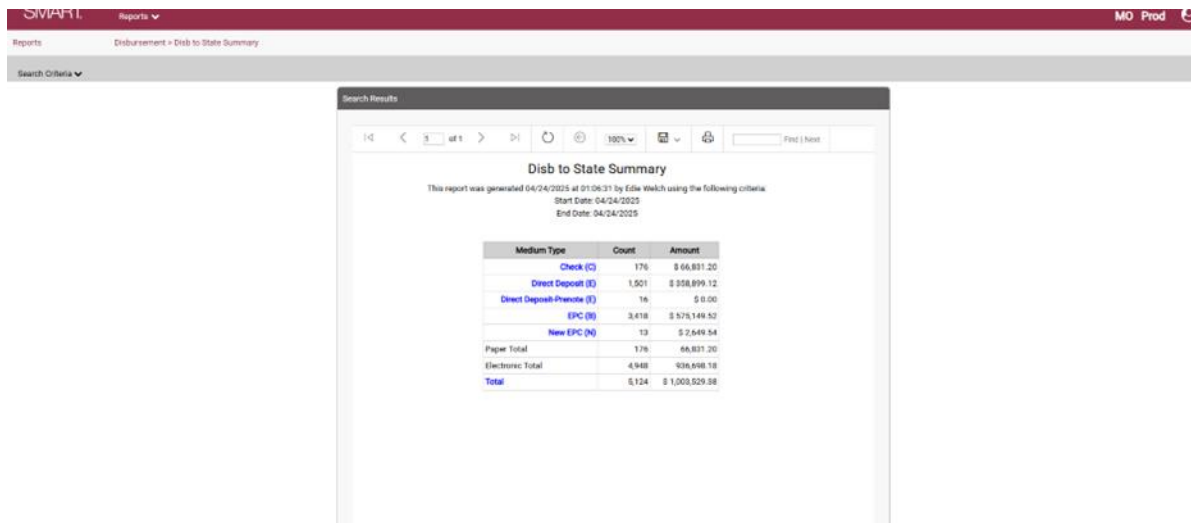 SMART. Reports MO Prod
Reports Disbursement > Disb to State Summary
Search Criteria
Search Results
1 of 1 100% Find | Next
Disb to State Summary
This report was generated 04/24/2025 at 01:06:31 by Edie Welch using the following criteria:
Start Date: 04/24/2025
End Date: 04/24/2025
Medium Type Count Amount
Check (C) 176 $ 66,831.20
Direct Deposit (E) 1,501 $ 358,899.12
Direct Deposit-Prenote (E) 16 $ 0.00
EPC (B) 3,418 $ 575,149.52
New EPC (N) 13 $ 2,649.54
Paper Total 176 66,831.20
Electronic Total 4,948 936,698.18
Total 5,124 $ 1,003,529.38